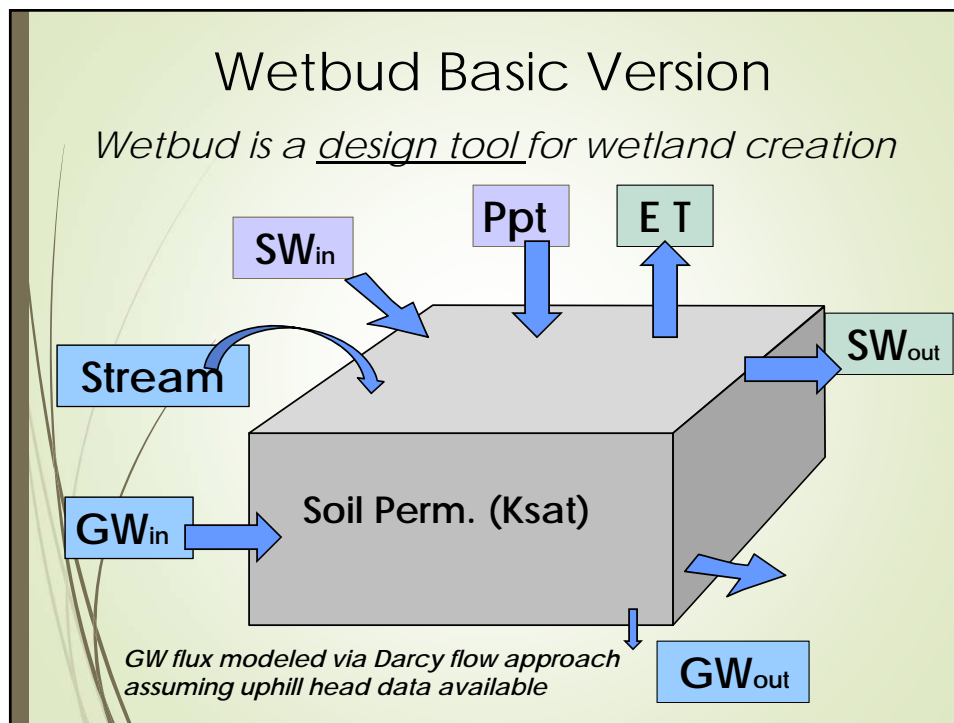 Wetbud Basic Version
Wetbud is a design tool for wetland creation
Ppt
E T
SWin
SWout
Stream
Soil Perm. (Ksat)
GWin
GW flux modeled via Darcy flow approach
assuming uphill head data available
GWout